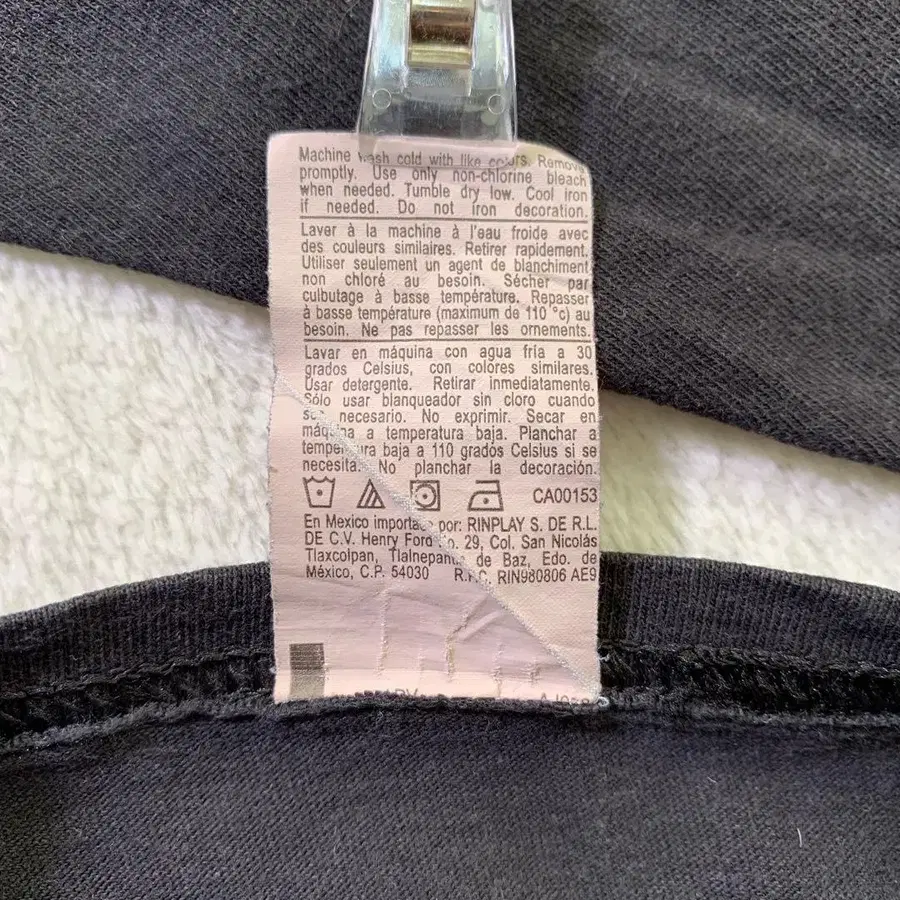 Machine wash cold with like colors. Remove
promptly. Use only non-chlorine bleach
when needed. Tumble dry low. Cool iron
if needed. Do not iron decoration.
Laver à la machine à l'eau froide avec
des couleurs similaires. Retirer rapidement.
Utiliser seulement un agent de blanchiment
non chloré au besoin. Sécher par
culbutage à basse température. Repasser
à basse température (maximum de 110 °c) au
besoin. Ne pas repasser les ornements.
Lavar en máquina con agua fría a 30
grados Celsius, con colores similares.
Usar detergente. Retirar inmediatamente.
Sólo usar blanqueador sin cloro cuando
sea necesario. No exprimir. Secar en
máquina a temperatura baja. Planchar a
temperatura baja a 110 grados Celsius si se
necesita. No planchar la decoración.
CA00153
En Mexico importado por: RINPLAY S. DE R.L.
DE C.V. Henry Ford No. 29, Col. San Nicolás
Tlaxcolpan, Tlalnepantla de Baz, Edo. de
México, C.P. 54030 R.F.C. RIN980806 AE9